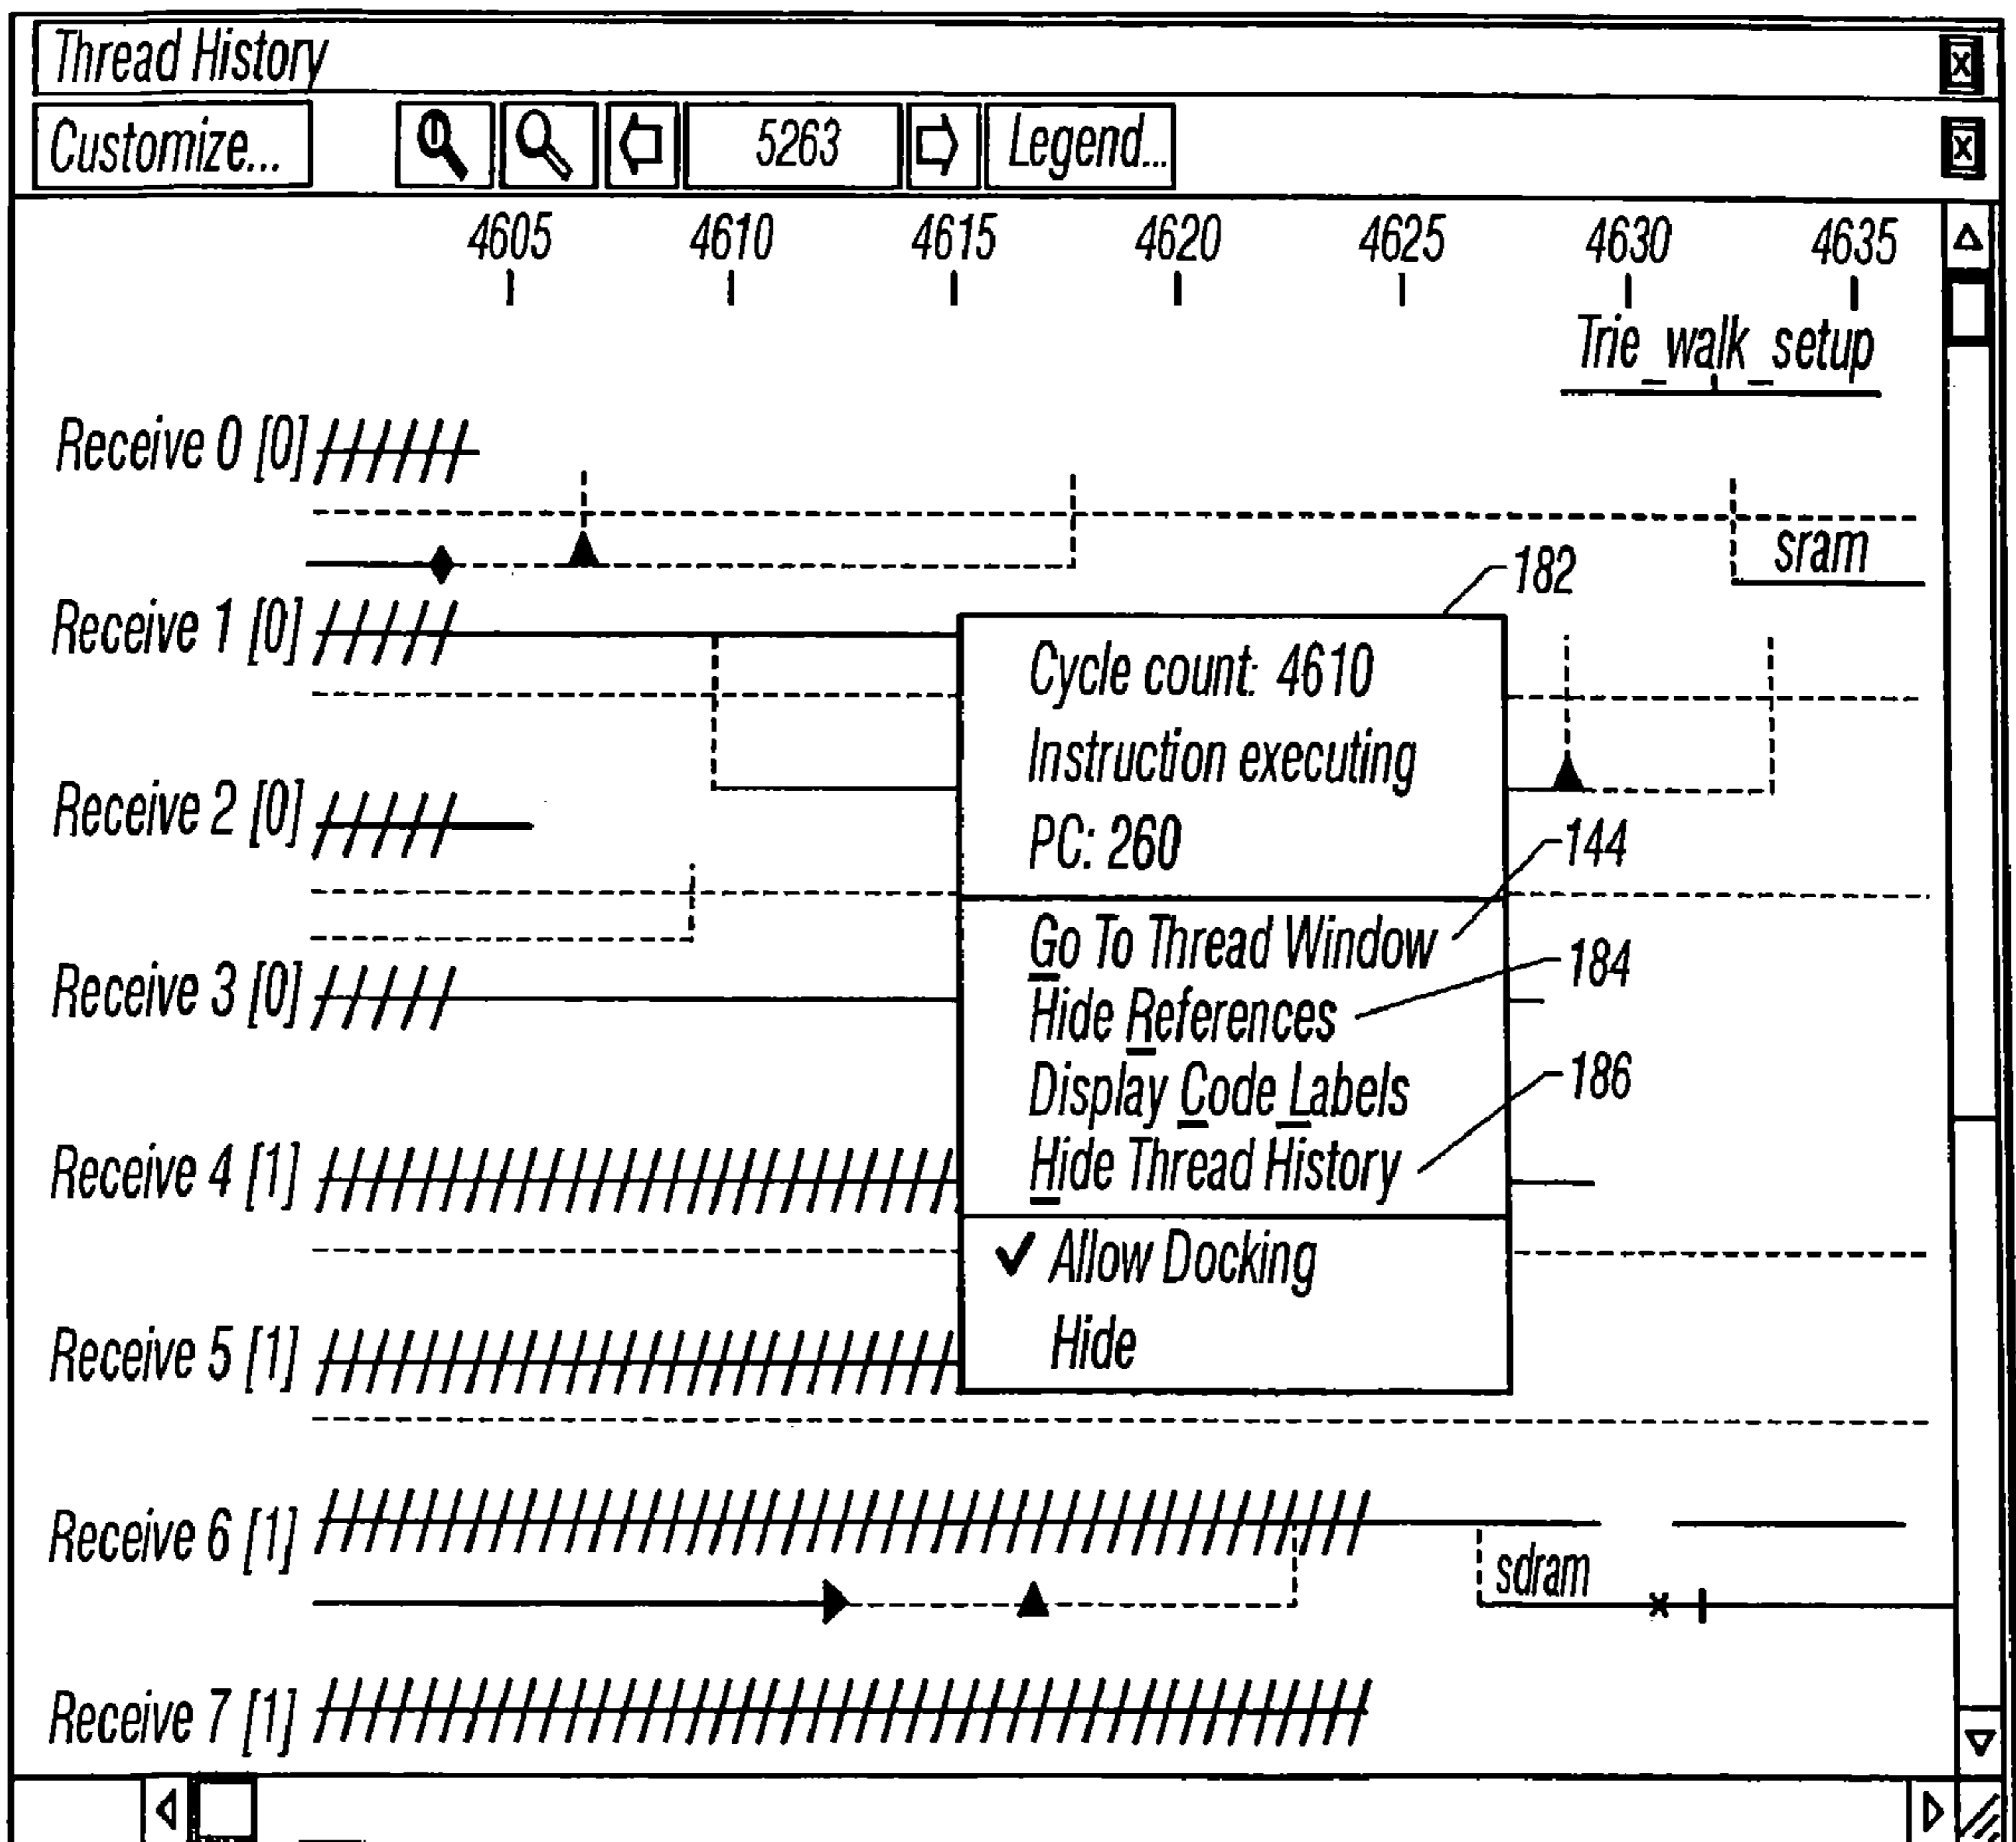 Thread History
Customize... 5263 Legend...
4605 4610 4615 4620 4625 4630 4635
Trie_walk_setup
Receive 0 [0]
sram
182
Receive 1 [0]
Cycle count: 4610
Instruction executing
PC: 260
Receive 2 [0]
144
Go To Thread Window
184
Receive 3 [0]
Hide References
Display Code Labels
186
Hide Thread History
Receive 4 [1]
✓ Allow Docking
Hide
Receive 5 [1]
Receive 6 [1]
sdram
Receive 7 [1]